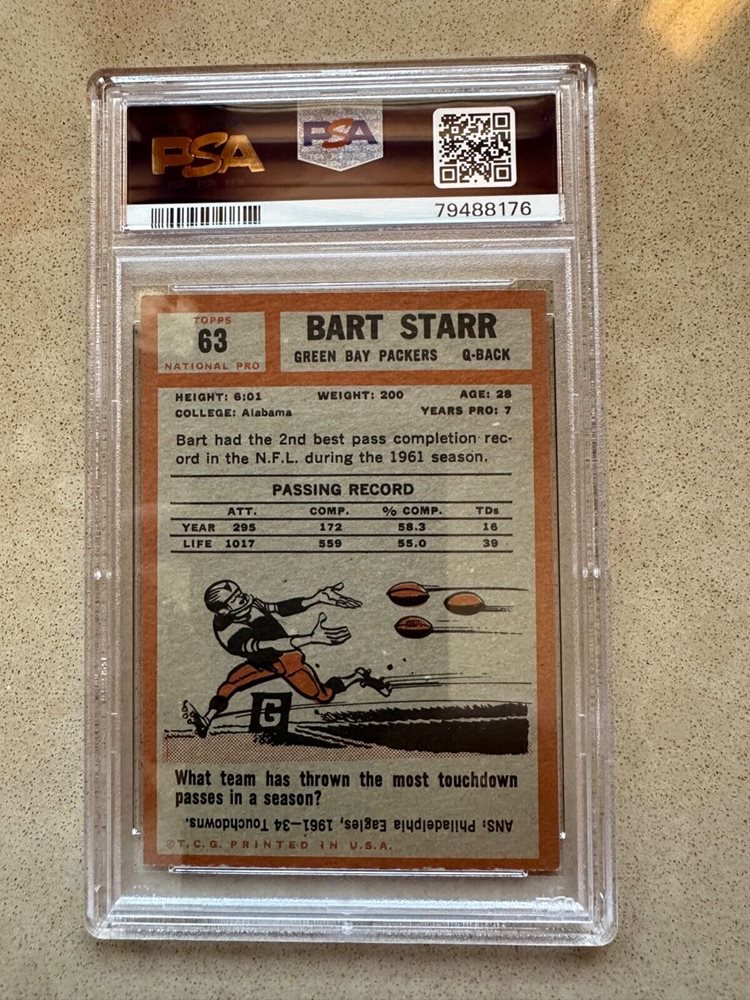 PSA PSA
79488176
TOPPS
63
NATIONAL PRO
BART STARR
GREEN BAY PACKERS Q-BACK
HEIGHT: 6:01 WEIGHT: 200 AGE: 28
COLLEGE: Alabama YEARS PRO: 7
Bart had the 2nd best pass completion rec-
ord in the N.F.L. during the 1961 season.
PASSING RECORD
ATT. COMP. % COMP. TDs
YEAR 295 172 58.3 16
LIFE 1017 559 55.0 39
G
What team has thrown the most touchdown
passes in a season?
ANS: Philadelphia Eagles, 1961—34 Touchdowns.
©T.C.G. PRINTED IN U.S.A.